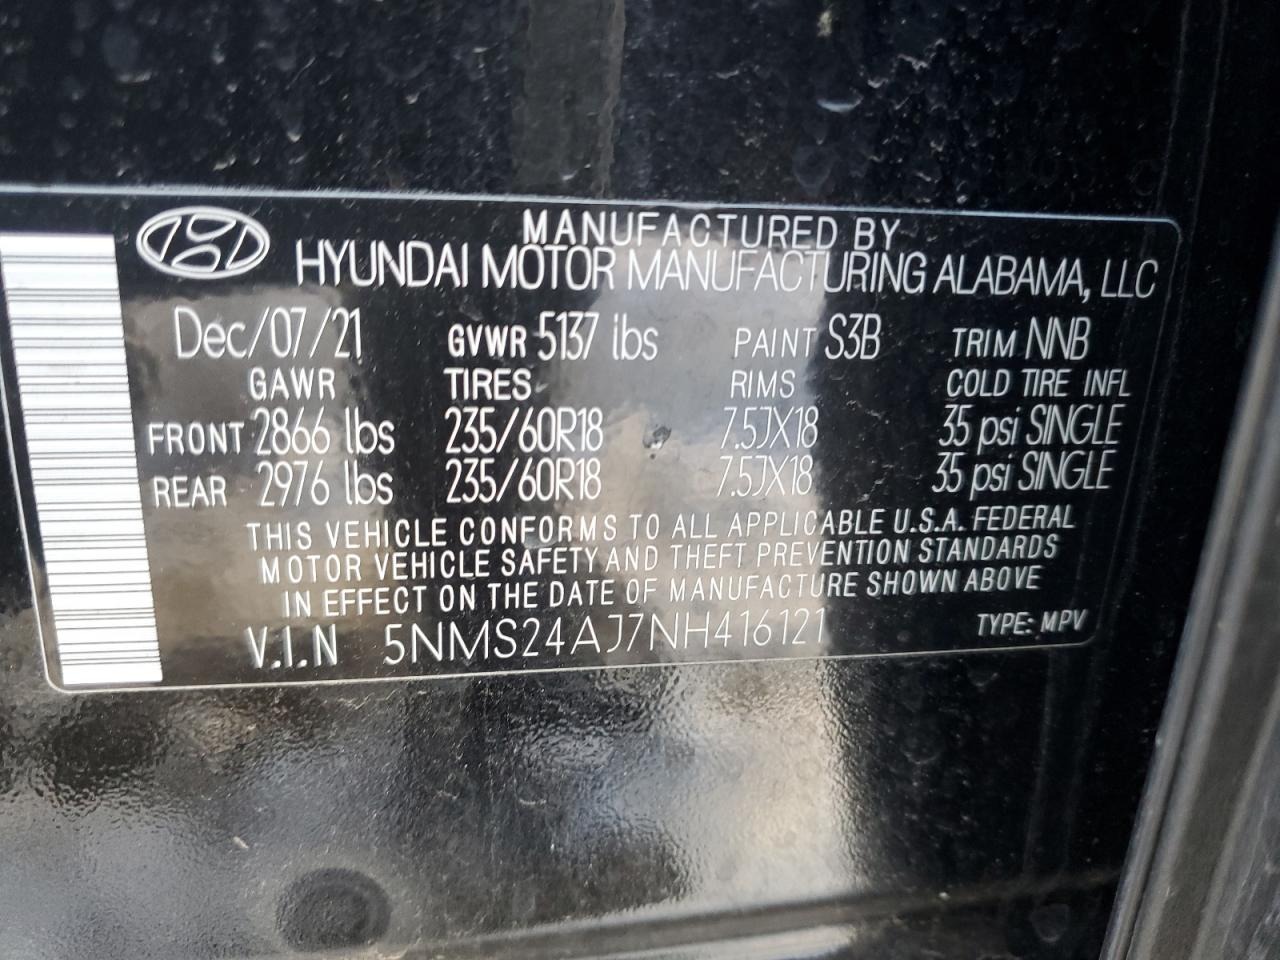 MANUFACTURED BY
HYUNDAI MOTOR MANUFACTURING ALABAMA, LLC
Dec/07/21 GVWR 5137 lbs PAINT S3B TRIM NNB
GAWR TIRES RIMS COLD TIRE INFL
FRONT 2866 lbs 235/60R18 7.5JX18 35 psi SINGLE
REAR 2976 lbs 235/60R18 7.5JX18 35 psi SINGLE
THIS VEHICLE CONFORMS TO ALL APPLICABLE U.S.A. FEDERAL
MOTOR VEHICLE SAFETY AND THEFT PREVENTION STANDARDS
IN EFFECT ON THE DATE OF MANUFACTURE SHOWN ABOVE
V.I.N 5NMS24AJ7NH416121 TYPE: MPV